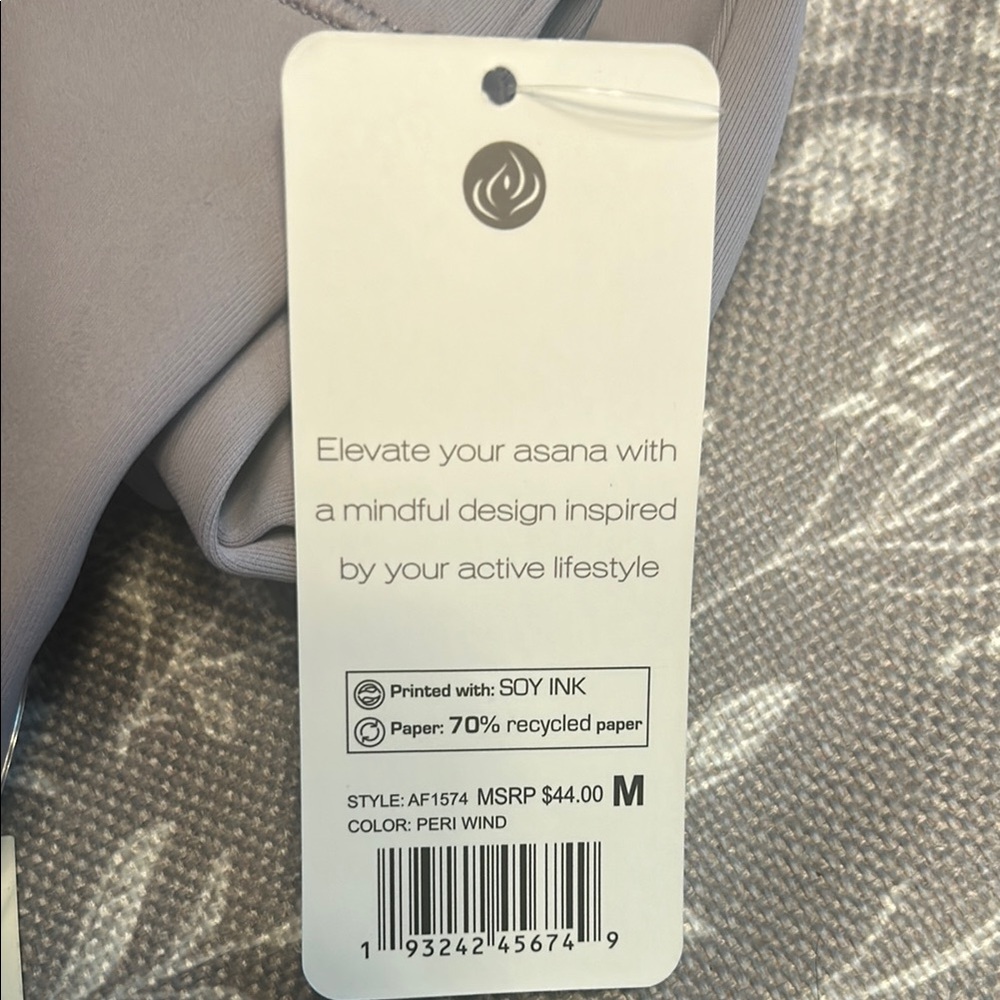 Elevate your asana with
a mindful design inspired
by your active lifestyle
Printed with: SOY INK
Paper: 70% recycled paper
STYLE: AF1574 MSRP $44.00 M
COLOR: PERI WIND
1 93242 45674 9